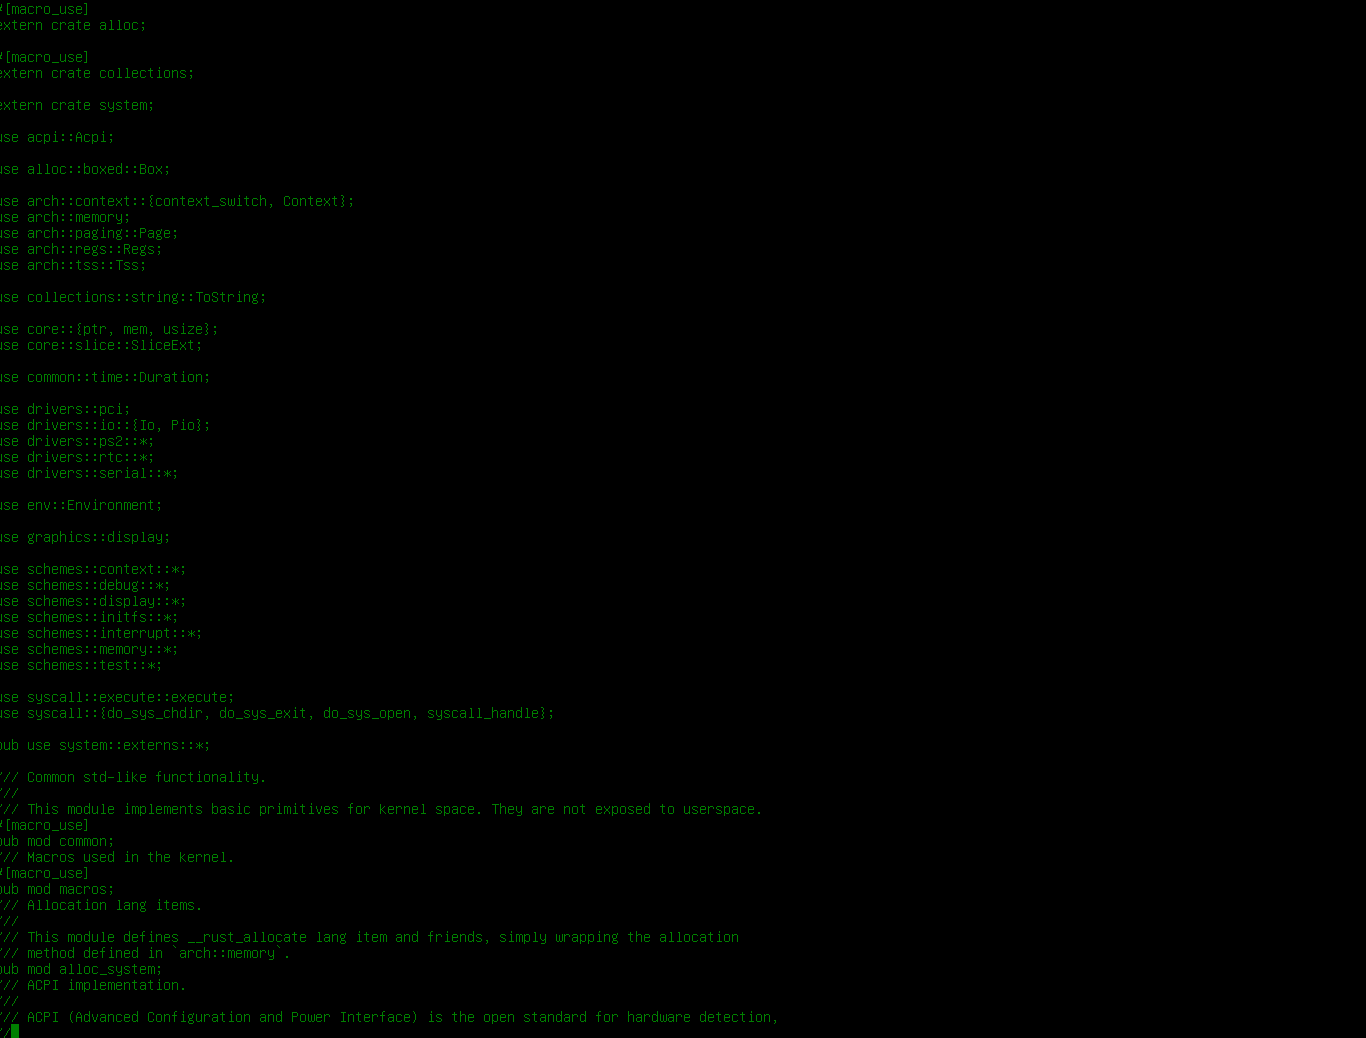 #[macro_use]
extern crate alloc;
#[macro_use]
extern crate collections;
extern crate system;
use acpi::Acpi;
use alloc::boxed::Box;
use arch::context::{context_switch, Context};
use arch::memory;
use arch::paging::Page;
use arch::regs::Regs;
use arch::tss::Tss;
use collections::string::ToString;
use core::{ptr, mem, usize};
use core::slice::SliceExt;
use common::time::Duration;
use drivers::pci;
use drivers::io::{Io, Pio};
use drivers::ps2::*;
use drivers::rtc::*;
use drivers::serial::*;
use env::Environment;
use graphics::display;
use schemes::context::*;
use schemes::debug::*;
use schemes::display::*;
use schemes::initfs::*;
use schemes::interrupt::*;
use schemes::memory::*;
use schemes::test::*;
use syscall::execute::execute;
use syscall::{do_sys_chdir, do_sys_exit, do_sys_open, syscall_handle};
pub use system::externs::*;
/// Common std-like functionality.
///
/// This module implements basic primitives for kernel space. They are not exposed to userspace.
#[macro_use]
pub mod common;
/// Macros used in the kernel.
#[macro_use]
pub mod macros;
/// Allocation lang items.
///
/// This module defines __rust_allocate lang item and friends, simply wrapping the allocation
/// method defined in `arch::memory`.
pub mod alloc_system;
/// ACPI implementation.
///
/// ACPI (Advanced Configuration and Power Interface) is the open standard for hardware detection,
//